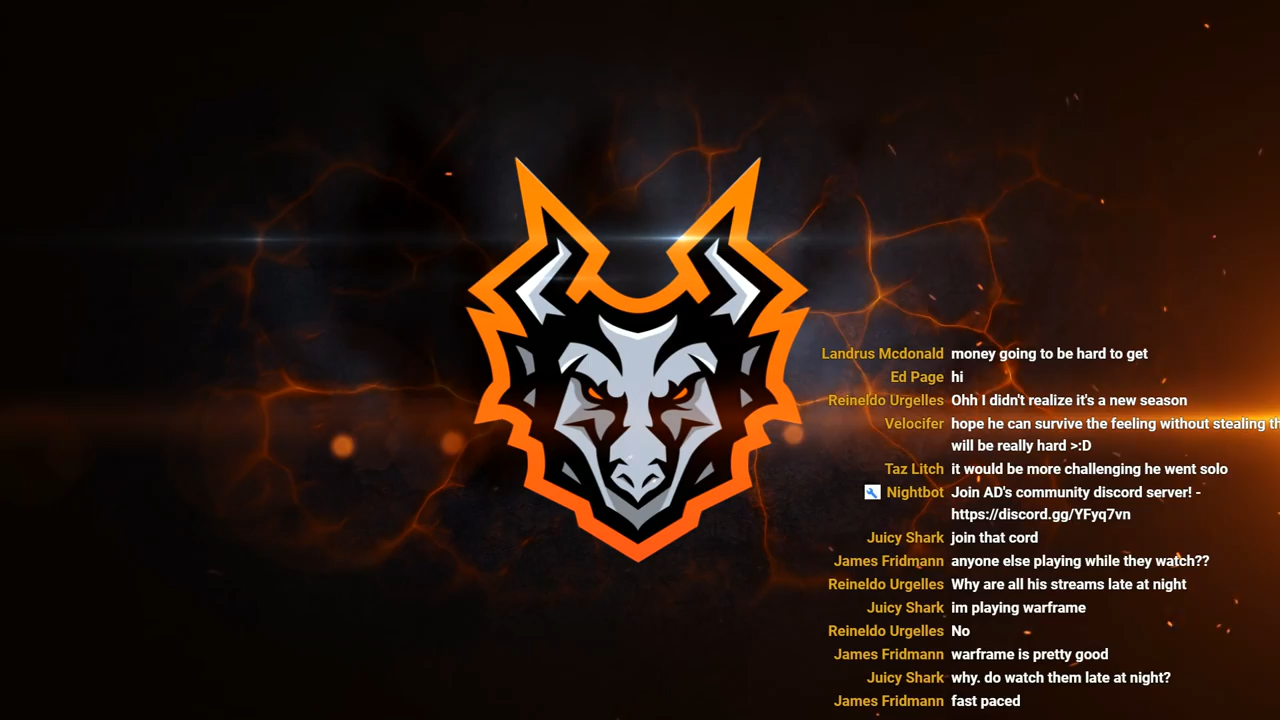 Landrus Mcdonald money going to be hard to get
Ed Page hi
Reineldo Urgelles Ohh I didn't realize it's a new season
Velocifer hope he can survive the feeling without stealing
will be really hard >:D
Taz Litch it would be more challenging he went solo
Nightbot Join AD's community discord server! -
https://discord.gg/YFyq7vn
Juicy Shark join that cord
James Fridmann anyone else playing while they watch??
Reineldo Urgelles Why are all his streams late at night
Juicy Shark im playing warframe
Reineldo Urgelles No
James Fridmann warframe is pretty good
Juicy Shark why. do watch them late at night?
James Fridmann fast paced